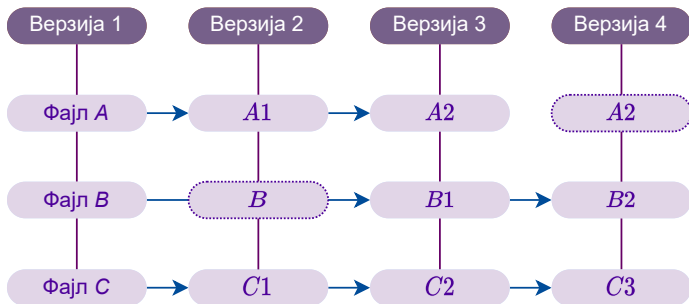 Верзија 1 Верзија 2 Верзија 3 Верзија 4
Фајл A A1 A2 A2
Фајл B B B1 B2
Фајл C C1 C2 C3